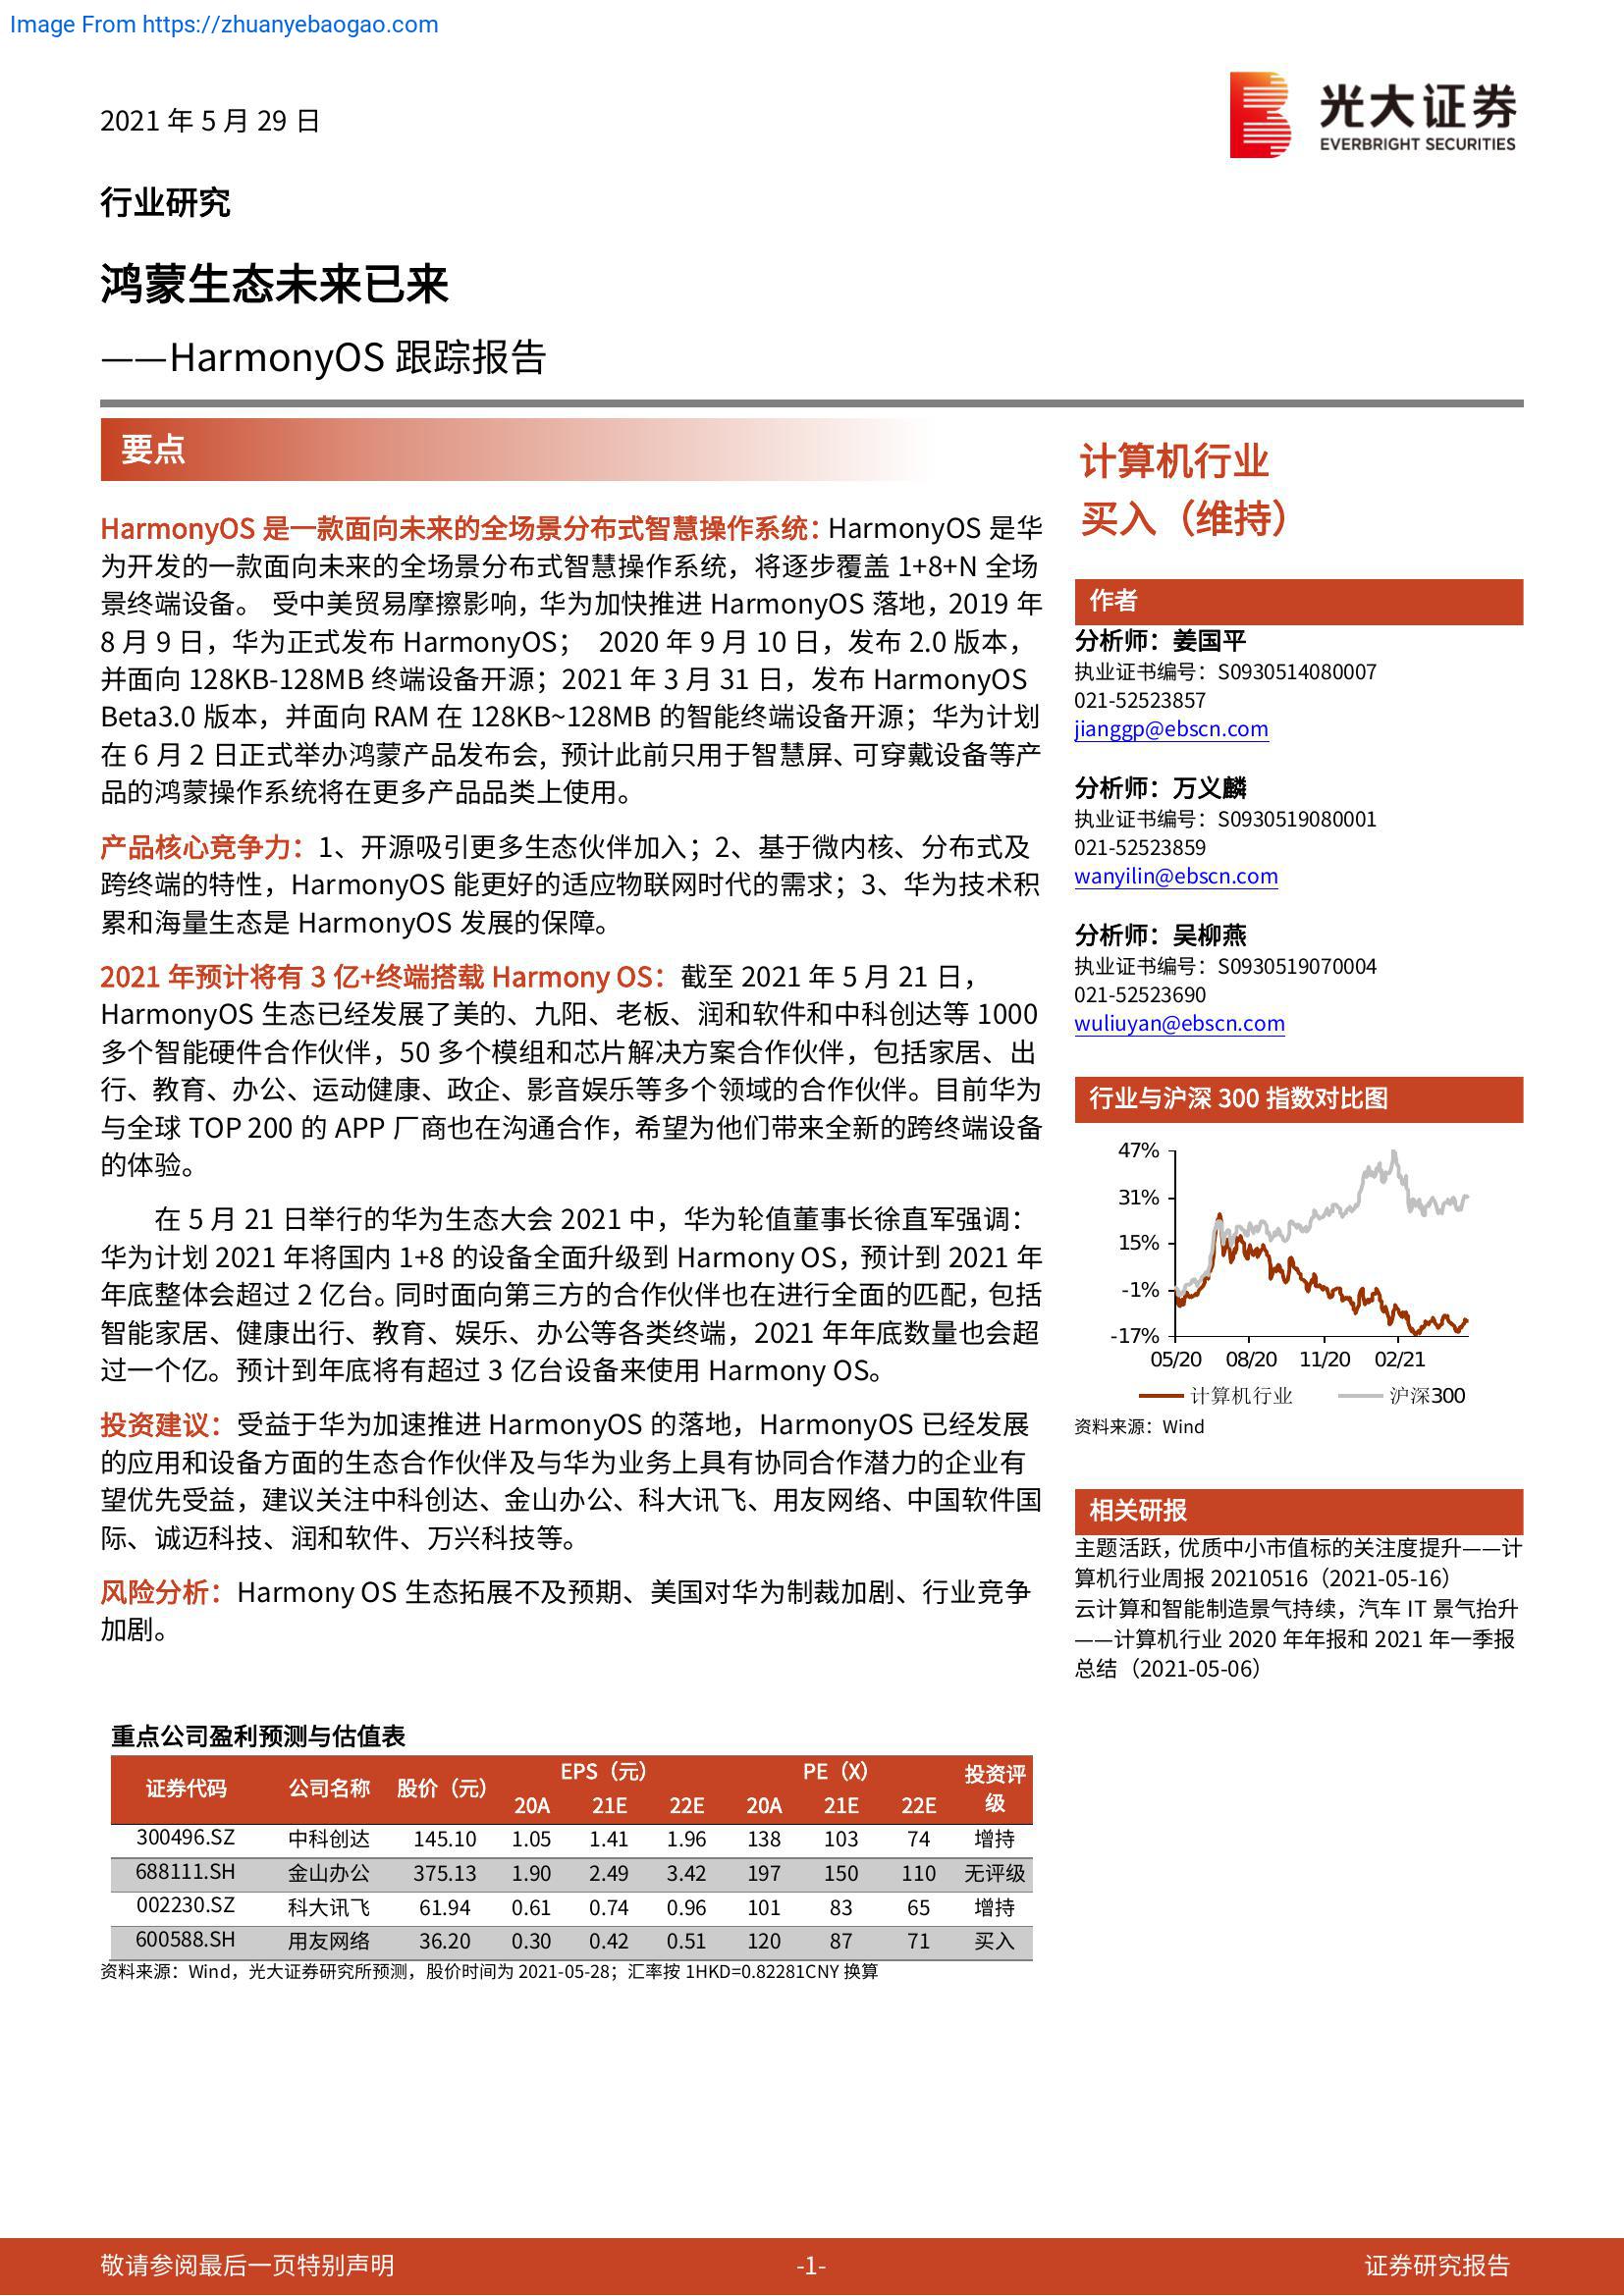 Image From https://zhuanyebaogao.com
2021 年 5 月 29 日
光大证券
EVERBRIGHT SECURITIES
行业研究
鸿蒙生态未来已来
——HarmonyOS 跟踪报告
要点
HarmonyOS 是一款面向未来的全场景分布式智慧操作系统：HarmonyOS 是华
为开发的一款面向未来的全场景分布式智慧操作系统，将逐步覆盖 1+8+N 全场
景终端设备。 受中美贸易摩擦影响，华为加快推进 HarmonyOS 落地，2019 年
8 月 9 日，华为正式发布 HarmonyOS； 2020 年 9 月 10 日，发布 2.0 版本，
并面向 128KB-128MB 终端设备开源；2021 年 3 月 31 日，发布 HarmonyOS
Beta3.0 版本，并面向 RAM 在 128KB~128MB 的智能终端设备开源；华为计划
在 6 月 2 日正式举办鸿蒙产品发布会, 预计此前只用于智慧屏、可穿戴设备等产
品的鸿蒙操作系统将在更多产品品类上使用。
产品核心竞争力：1、开源吸引更多生态伙伴加入；2、基于微内核、分布式及
跨终端的特性，HarmonyOS 能更好的适应物联网时代的需求；3、华为技术积
累和海量生态是 HarmonyOS 发展的保障。
2021 年预计将有 3 亿+终端搭载 Harmony OS：截至 2021 年 5 月 21 日，
HarmonyOS 生态已经发展了美的、九阳、老板、润和软件和中科创达等 1000
多个智能硬件合作伙伴，50 多个模组和芯片解决方案合作伙伴，包括家居、出
行、教育、办公、运动健康、政企、影音娱乐等多个领域的合作伙伴。目前华为
与全球 TOP 200 的 APP 厂商也在沟通合作，希望为他们带来全新的跨终端设备
的体验。
在 5 月 21 日举行的华为生态大会 2021 中，华为轮值董事长徐直军强调：
华为计划 2021 年将国内 1+8 的设备全面升级到 Harmony OS，预计到 2021 年
年底整体会超过 2 亿台。同时面向第三方的合作伙伴也在进行全面的匹配，包括
智能家居、健康出行、教育、娱乐、办公等各类终端，2021 年年底数量也会超
过一个亿。预计到年底将有超过 3 亿台设备来使用 Harmony OS。
投资建议：受益于华为加速推进 HarmonyOS 的落地，HarmonyOS 已经发展
的应用和设备方面的生态合作伙伴及与华为业务上具有协同合作潜力的企业有
望优先受益，建议关注中科创达、金山办公、科大讯飞、用友网络、中国软件国
际、诚迈科技、润和软件、万兴科技等。
风险分析：Harmony OS 生态拓展不及预期、美国对华为制裁加剧、行业竞争
加剧。
重点公司盈利预测与估值表
证券代码 公司名称 股价（元） EPS（元） PE（X） 投资评级
20A 21E 22E 20A 21E 22E
300496.SZ 中科创达 145.10 1.05 1.41 1.96 138 103 74 增持
688111.SH 金山办公 375.13 1.90 2.49 3.42 197 150 110 无评级
002230.SZ 科大讯飞 61.94 0.61 0.74 0.96 101 83 65 增持
600588.SH 用友网络 36.20 0.30 0.42 0.51 120 87 71 买入
资料来源：Wind，光大证券研究所预测，股价时间为 2021-05-28；汇率按 1HKD=0.82281CNY 换算
计算机行业
买入（维持）
作者
分析师：姜国平
执业证书编号：S0930514080007
021-52523857
jianggp@ebscn.com
分析师：万义麟
执业证书编号：S0930519080001
021-52523859
wanyilin@ebscn.com
分析师：吴柳燕
执业证书编号：S0930519070004
021-52523690
wuliuyan@ebscn.com
行业与沪深 300 指数对比图
47%
31%
15%
-1%
-17%
05/20 08/20 11/20 02/21
计算机行业 沪深300
资料来源：Wind
相关研报
主题活跃，优质中小市值标的关注度提升——计
算机行业周报 20210516（2021-05-16）
云计算和智能制造景气持续，汽车 IT 景气抬升
——计算机行业 2020 年年报和 2021 年一季报
总结（2021-05-06）
敬请参阅最后一页特别声明 -1- 证券研究报告